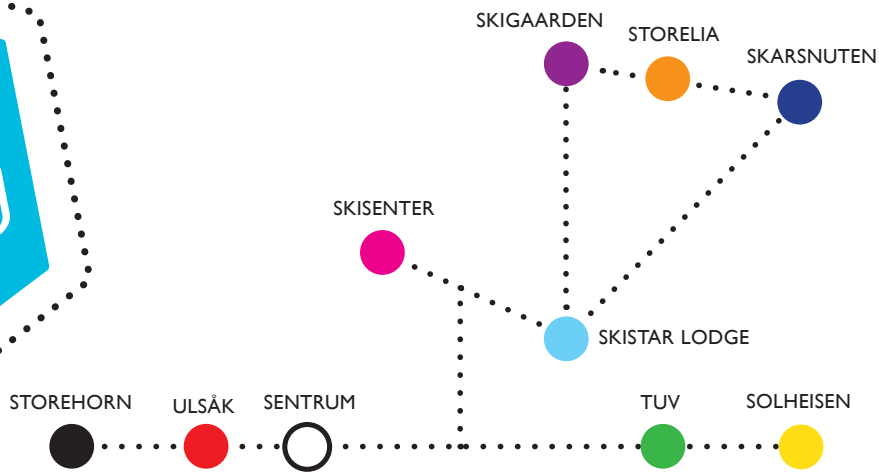 SKIGAARDEN
STORELIA
SKARSNUTEN
SKISENTER
SKISTAR LODGE
STOREHORN
ULSÅK
SENTRUM
TUV
SOLHEISEN